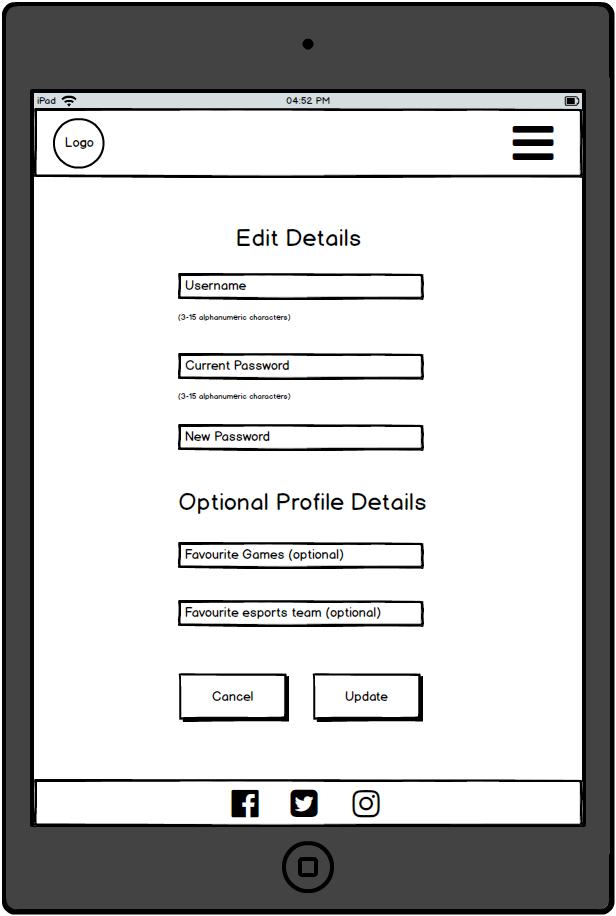 iPad 04:52 PM
Logo
Edit Details
Username
(3-15 alphanumeric characters)
Current Password
(3-15 alphanumeric characters)
New Password
Optional Profile Details
Favourite Games (optional)
Favourite esports team (optional)
Cancel Update